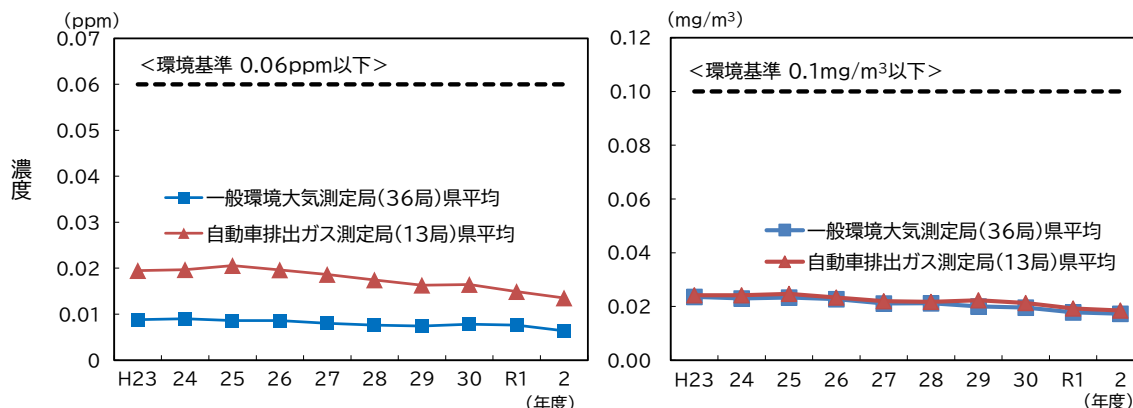 (ppm)
0.07
0.06
0.05
0.04
0.03
0.02
0.01
0
濃度
<環境基準 0.06ppm以下>
一般環境大気測定局(36局)県平均
自動車排出ガス測定局(13局)県平均
H23 24 25 26 27 28 29 30 R1 2
(年度)
(mg/m³)
0.12
0.10
0.08
0.06
0.04
0.02
0.00
<環境基準 0.1mg/m³以下>
一般環境大気測定局(36局)県平均
自動車排出ガス測定局(13局)県平均
H23 24 25 26 27 28 29 30 R1 2
(年度)